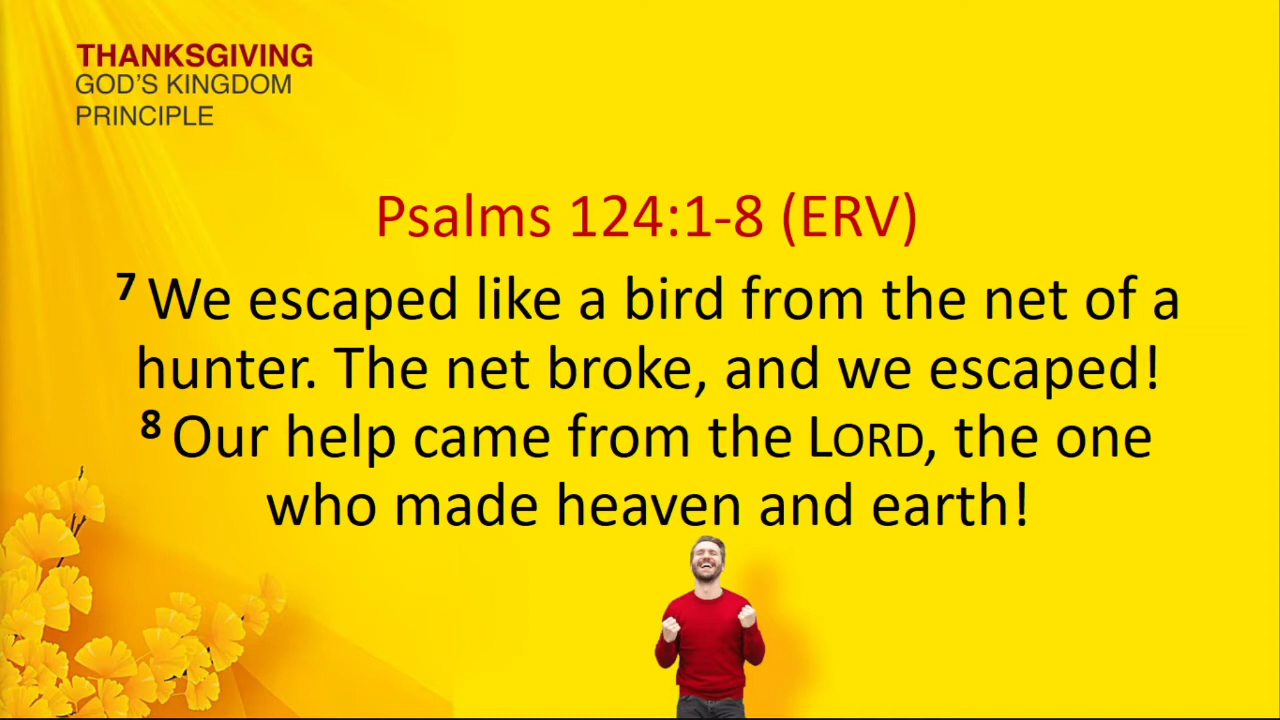 THANKSGIVING
GOD'S KINGDOM
PRINCIPLE
Psalms 124:1-8 (ERV)
7 We escaped like a bird from the net of a
hunter. The net broke, and we escaped!
8 Our help came from the LORD, the one
who made heaven and earth!